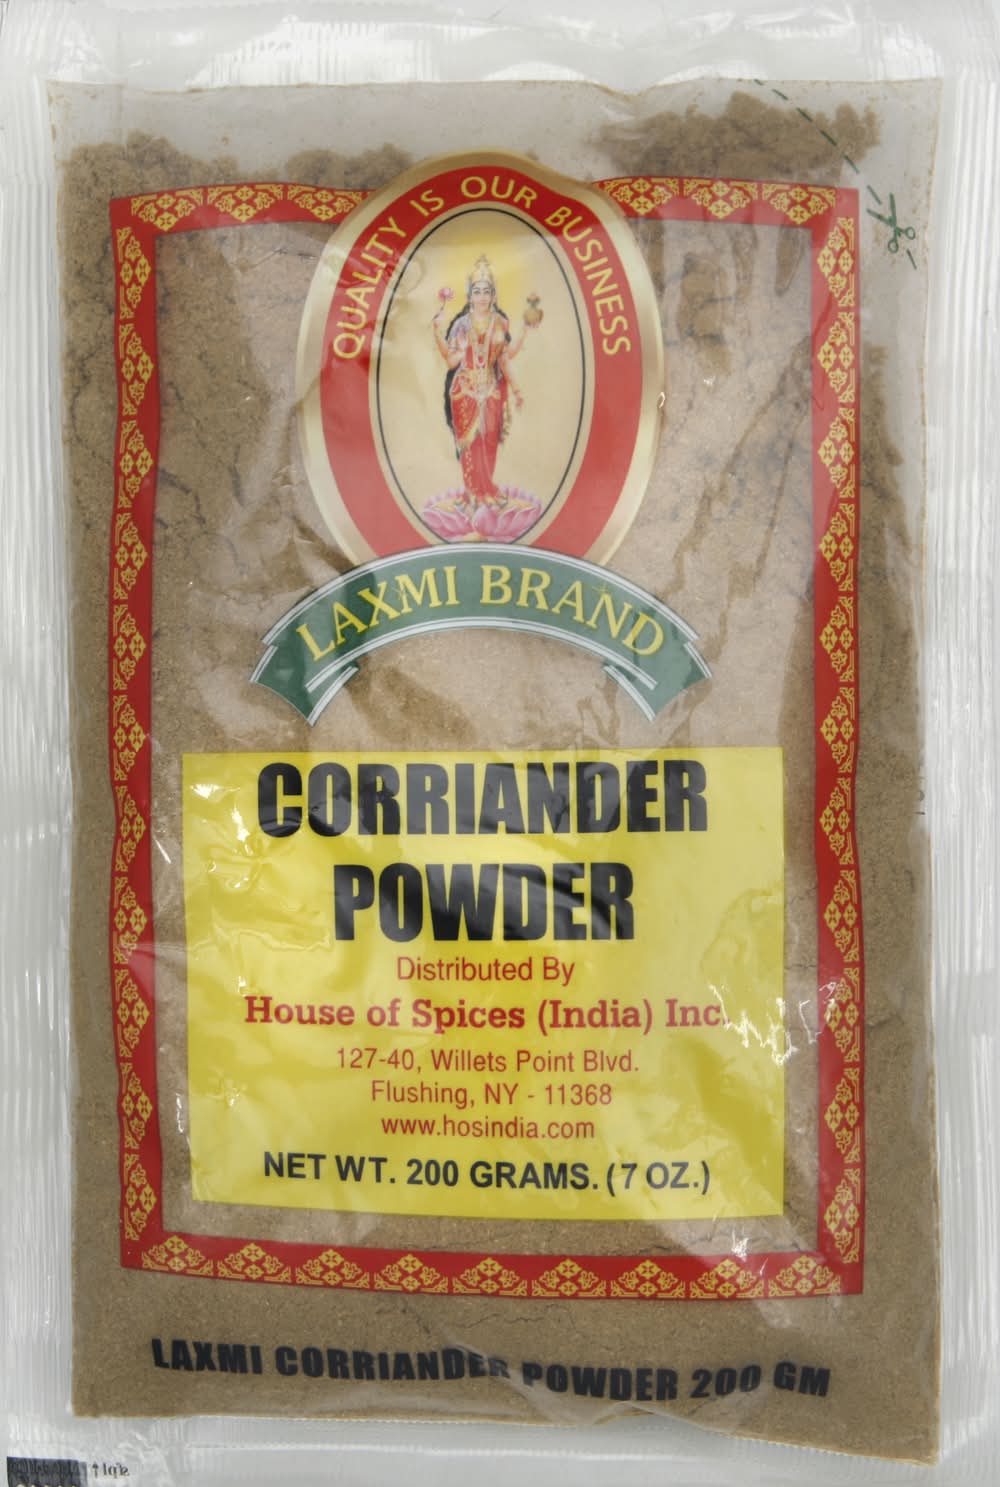 QUALITY IS OUR BUSINESS
LAXMI BRAND
CORRIANDER
POWDER
Distributed By
House of Spices (India) Inc.
127-40, Willets Point Blvd.
Flushing, NY - 11368
www.hosindia.com
NET WT. 200 GRAMS. (7 OZ.)
LAXMI CORRIANDER POWDER 200 GM